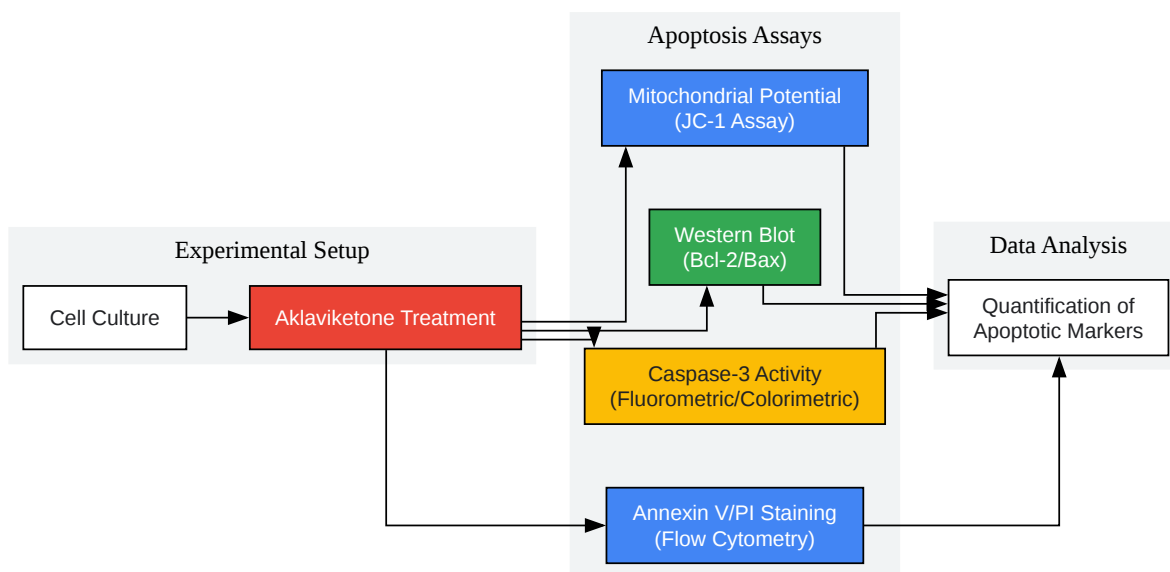 Experimental Setup
Cell Culture
Aklaviketone Treatment
Apoptosis Assays
Mitochondrial Potential
(JC-1 Assay)
Western Blot
(Bcl-2/Bax)
Caspase-3 Activity
(Fluorometric/Colorimetric)
Annexin V/PI Staining
(Flow Cytometry)
Data Analysis
Quantification of
Apoptotic Markers